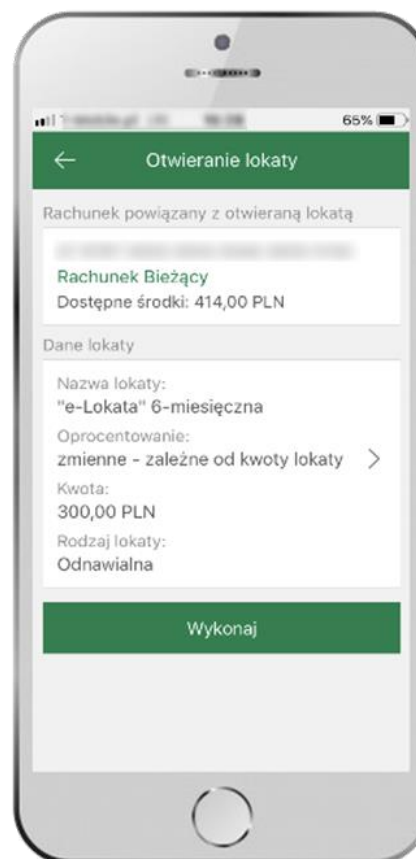 65%
Otwieranie lokaty
Rachunek powiązany z otwieraną lokatą
Rachunek Bieżący
Dostępne środki: 414,00 PLN
Dane lokaty
Nazwa lokaty:
"e-Lokata" 6-miesięczna
Oprocentowanie:
zmienne - zależne od kwoty lokaty
Kwota:
300,00 PLN
Rodzaj lokaty:
Odnawialna
Wykonaj